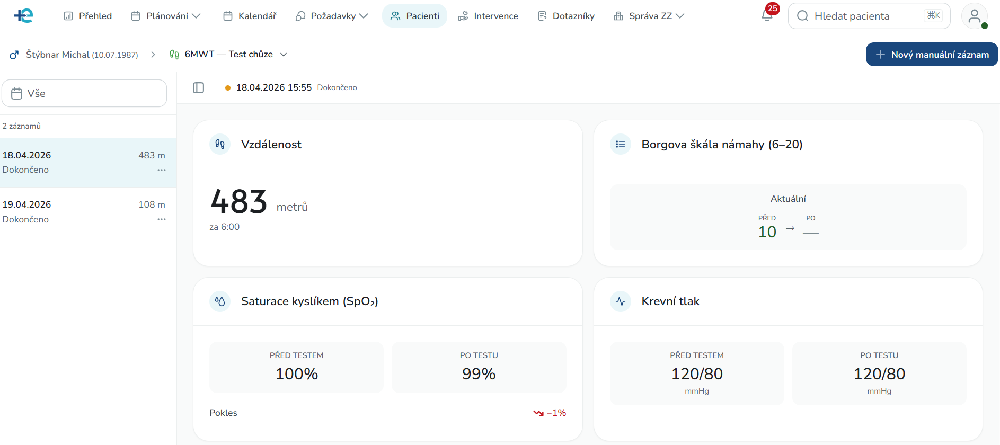 Přehled
Plánování
Kalendář
Požadavky
Pacienti
Intervence
Dotazníky
Správa ZZ
25
Hledat pacienta
⌘K
Štýbnar Michal (10.07.1987)
6MWT — Test chůze
+ Nový manuální záznam
Vše
18.04.2026 15:55 Dokončeno
2 záznamů
18.04.2026 483 m
Dokončeno
19.04.2026 108 m
Dokončeno
Vzdálenost
483 metrů
za 6:00
Borgova škála námahy (6–20)
Aktuální
PŘED PO
10 → —
Saturace kyslíkem (SpO₂)
PŘED TESTEM
100%
PO TESTU
99%
Pokles −1%
Krevní tlak
PŘED TESTEM
120/80
mmHg
PO TESTU
120/80
mmHg